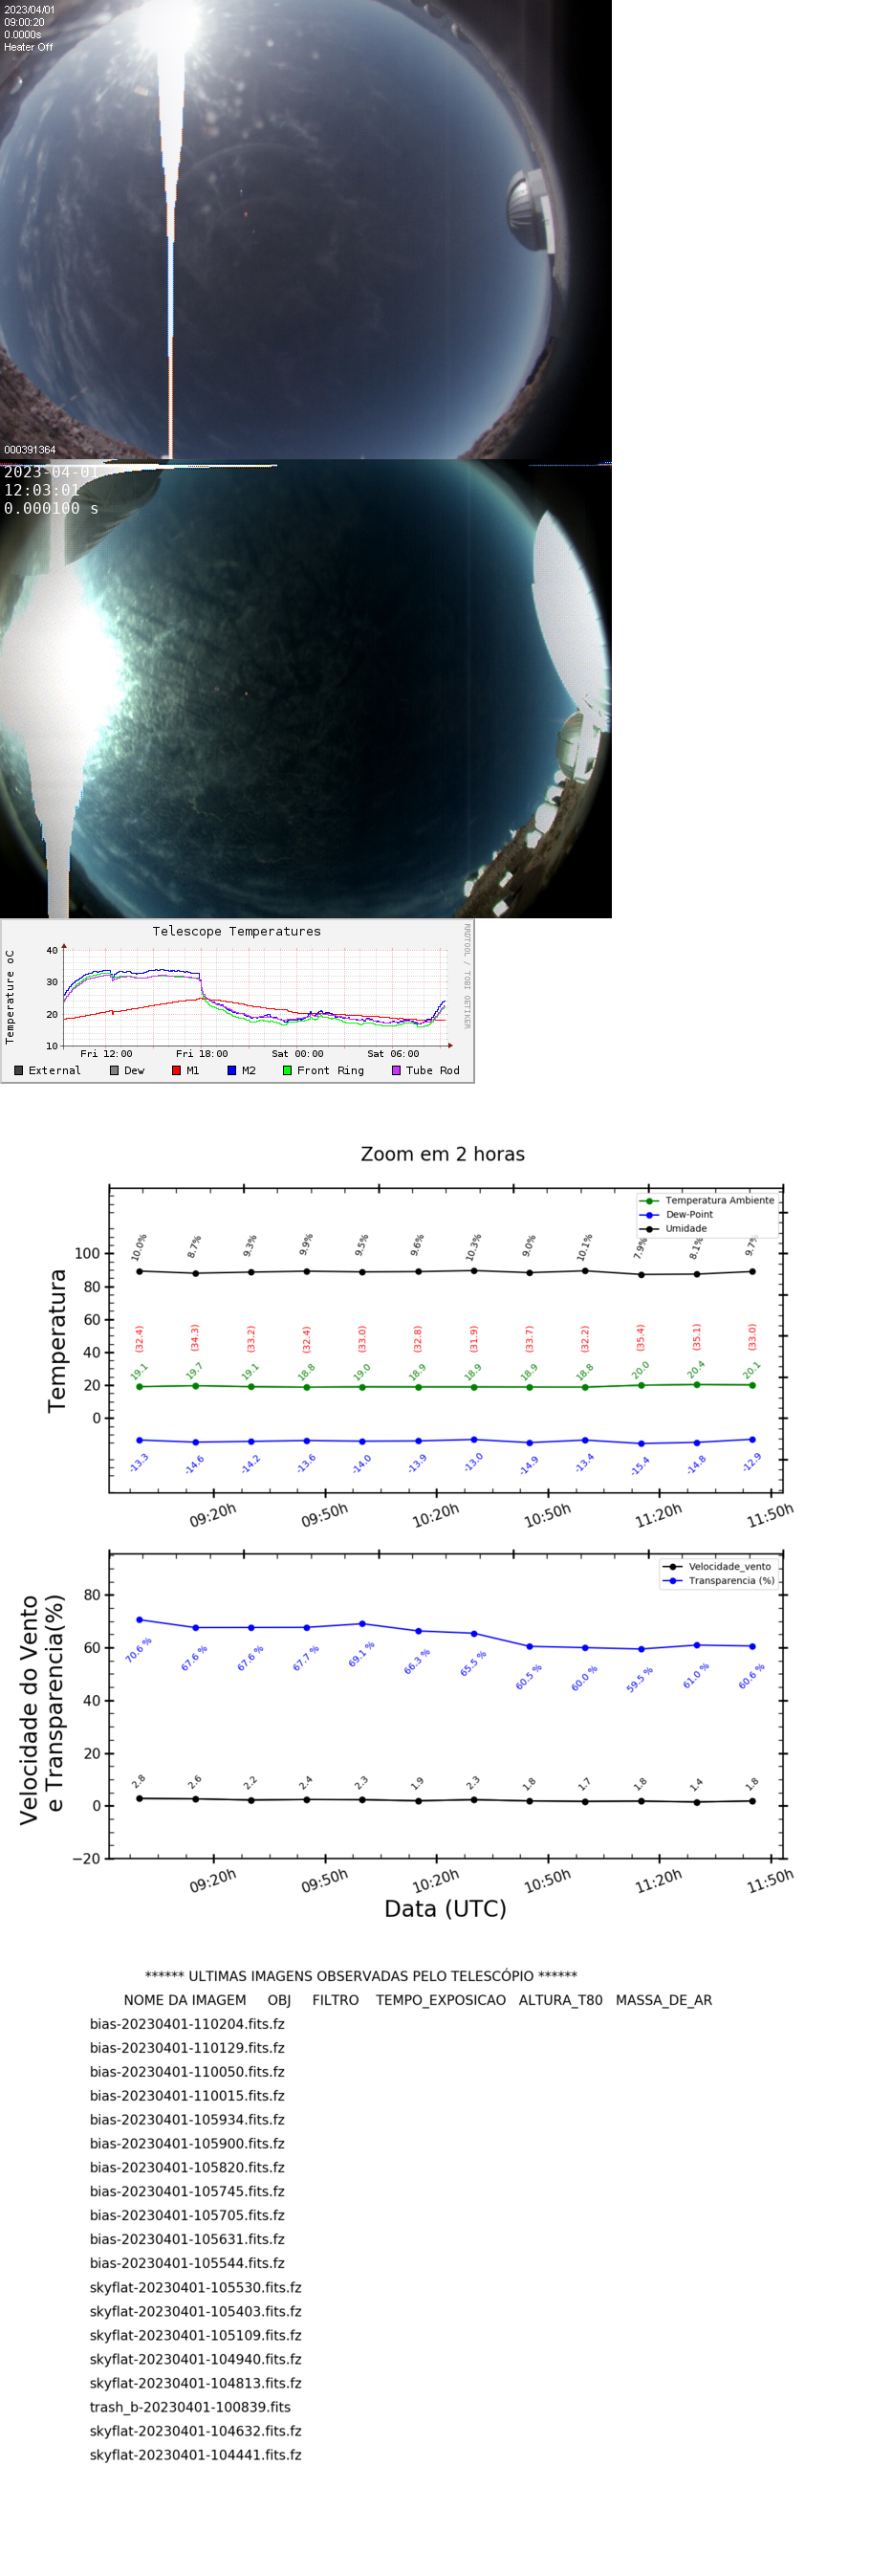 2023/04/01
09:00:20
0.0000s
Heater Off
000391364
2023-04-01
12:03:01
0.000100 s
Telescope Temperatures
RRDTOOL / TOBI OETIKER
Temperature oC
40
30
20
10
Fri 12:00 Fri 18:00 Sat 00:00 Sat 06:00
External Dew M1 M2 Front Ring Tube Rod
Zoom em 2 horas
Temperatura Ambiente
Dew-Point
Umidade
Temperatura
100
80
60
40
20
0
10.0% 8.7% 9.3% 9.9% 9.5% 9.6% 10.3% 9.0% 10.1% 7.9% 8.1% 9.7%
(32.4) (34.3) (33.2) (32.4) (33.0) (32.8) (31.9) (33.7) (32.2) (35.4) (35.1) (33.0)
19.1 19.7 19.1 18.8 19.0 18.9 18.9 18.9 18.8 20.0 20.4 20.1
-13.3 -14.6 -14.2 -13.6 -14.0 -13.9 -13.0 -14.9 -13.4 -15.4 -14.8 -12.9
09:20h 09:50h 10:20h 10:50h 11:20h 11:50h
Velocidade_vento
Transparencia (%)
Velocidade do Vento
e Transparencia(%)
80
60
40
20
0
−20
70.6 % 67.6 % 67.6 % 67.7 % 69.1 % 66.3 % 65.5 % 60.5 % 60.0 % 59.5 % 61.0 % 60.6 %
2.8 2.6 2.2 2.4 2.3 1.9 2.3 1.8 1.7 1.8 1.4 1.8
09:20h 09:50h 10:20h 10:50h 11:20h 11:50h
Data (UTC)
****** ULTIMAS IMAGENS OBSERVADAS PELO TELESCÓPIO ******
NOME DA IMAGEM OBJ FILTRO TEMPO_EXPOSICAO ALTURA_T80 MASSA_DE_AR
bias-20230401-110204.fits.fz
bias-20230401-110129.fits.fz
bias-20230401-110050.fits.fz
bias-20230401-110015.fits.fz
bias-20230401-105934.fits.fz
bias-20230401-105900.fits.fz
bias-20230401-105820.fits.fz
bias-20230401-105745.fits.fz
bias-20230401-105705.fits.fz
bias-20230401-105631.fits.fz
bias-20230401-105544.fits.fz
skyflat-20230401-105530.fits.fz
skyflat-20230401-105403.fits.fz
skyflat-20230401-105109.fits.fz
skyflat-20230401-104940.fits.fz
skyflat-20230401-104813.fits.fz
trash_b-20230401-100839.fits
skyflat-20230401-104632.fits.fz
skyflat-20230401-104441.fits.fz